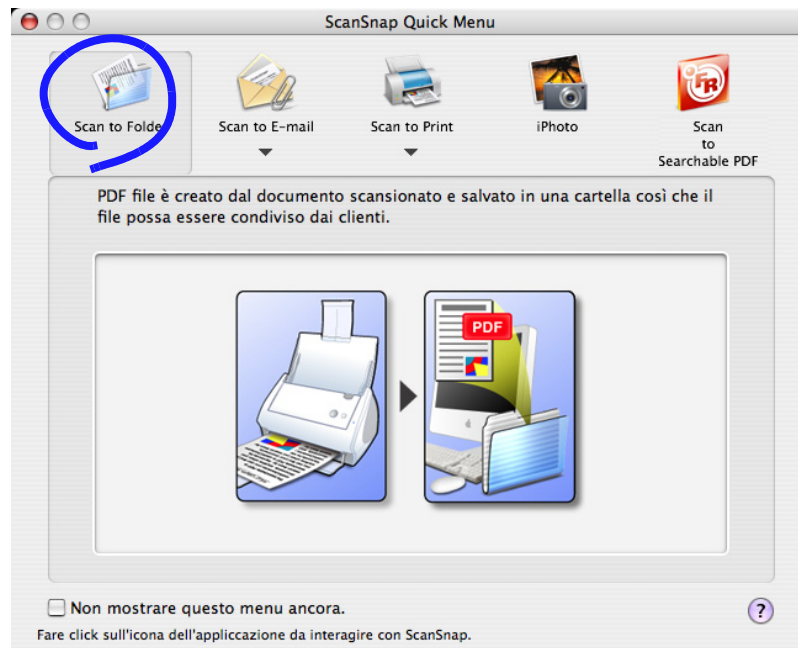 ScanSnap Quick Menu
Scan to Folder
Scan to E-mail
Scan to Print
iPhoto
Scan
to
Searchable PDF
PDF file è creato dal documento scansionato e salvato in una cartella così che il
file possa essere condiviso dai clienti.
PDF
Non mostrare questo menu ancora.
?
Fare click sull'icona dell'appliccazione da interagire con ScanSnap.